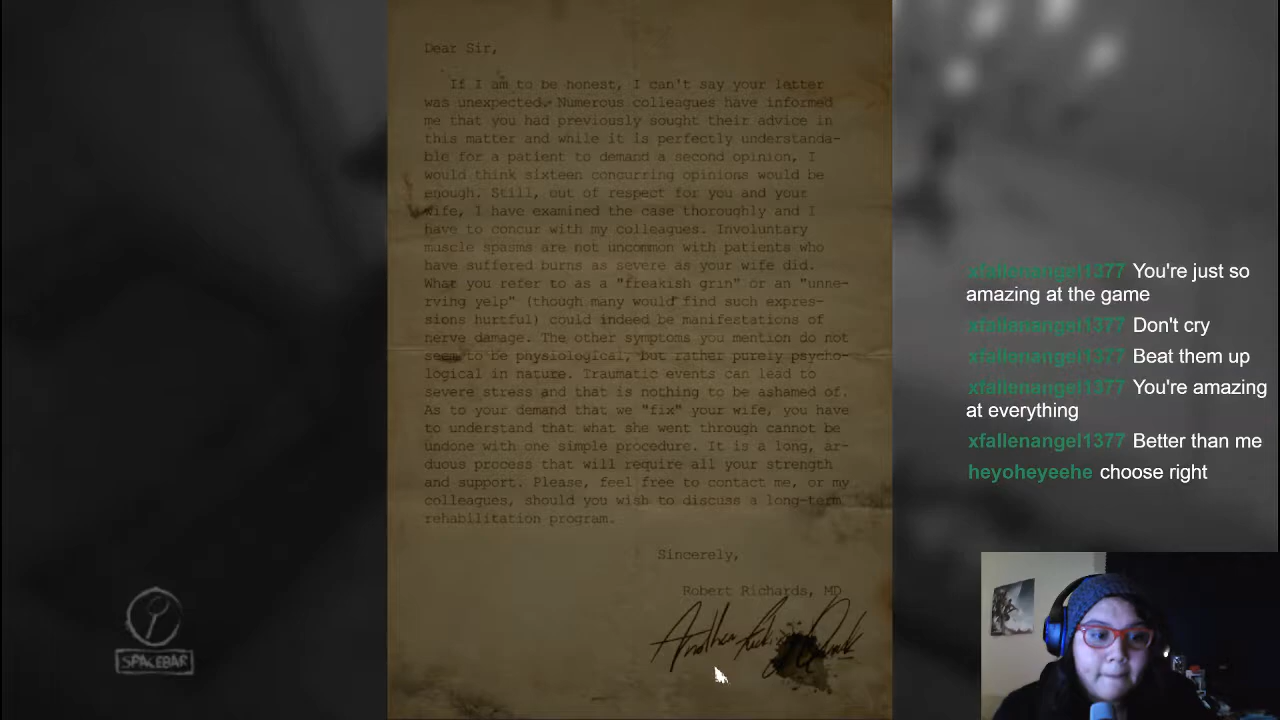 Dear Sir,
If I am to be honest, I can't say your letter
was unexpected. Numerous colleagues have informed
me that you had previously sought their advice in
this matter and while it is perfectly understanda-
ble for a patient to demand a second opinion, I
would think sixteen concurring opinions would be
enough. Still, out of respect for you and your
wife, I have examined the case thoroughly and I
have to concur with my colleagues. Involuntary
muscle spasms are not uncommon with patients who
have suffered burns as severe as your wife did.
What you refer to as a "freakish grin" or an "unne-
rving yelp" (though many would find such expres-
sions hurtful) could indeed be manifestations of
nerve damage. The other symptoms you mention do not
seem to be physiological, but rather purely psycho-
logical in nature. Traumatic events can lead to
severe stress and that is nothing to be ashamed of.
As to your demand that we "fix" your wife, you have
to understand that what she went through cannot be
undone with one simple procedure. It is a long, ar-
duous process that will require all your strength
and support. Please, feel free to contact me, or my
colleagues, should you wish to discuss a long-term
rehabilitation program.
Sincerely,
Robert Richards, MD
Another
SPACEBAR
xfallenangel1377 You're just so
amazing at the game
xfallenangel1377 Don't cry
xfallenangel1377 Beat them up
xfallenangel1377 You're amazing
at everything
xfallenangel1377 Better than me
heyoheyeehe choose right